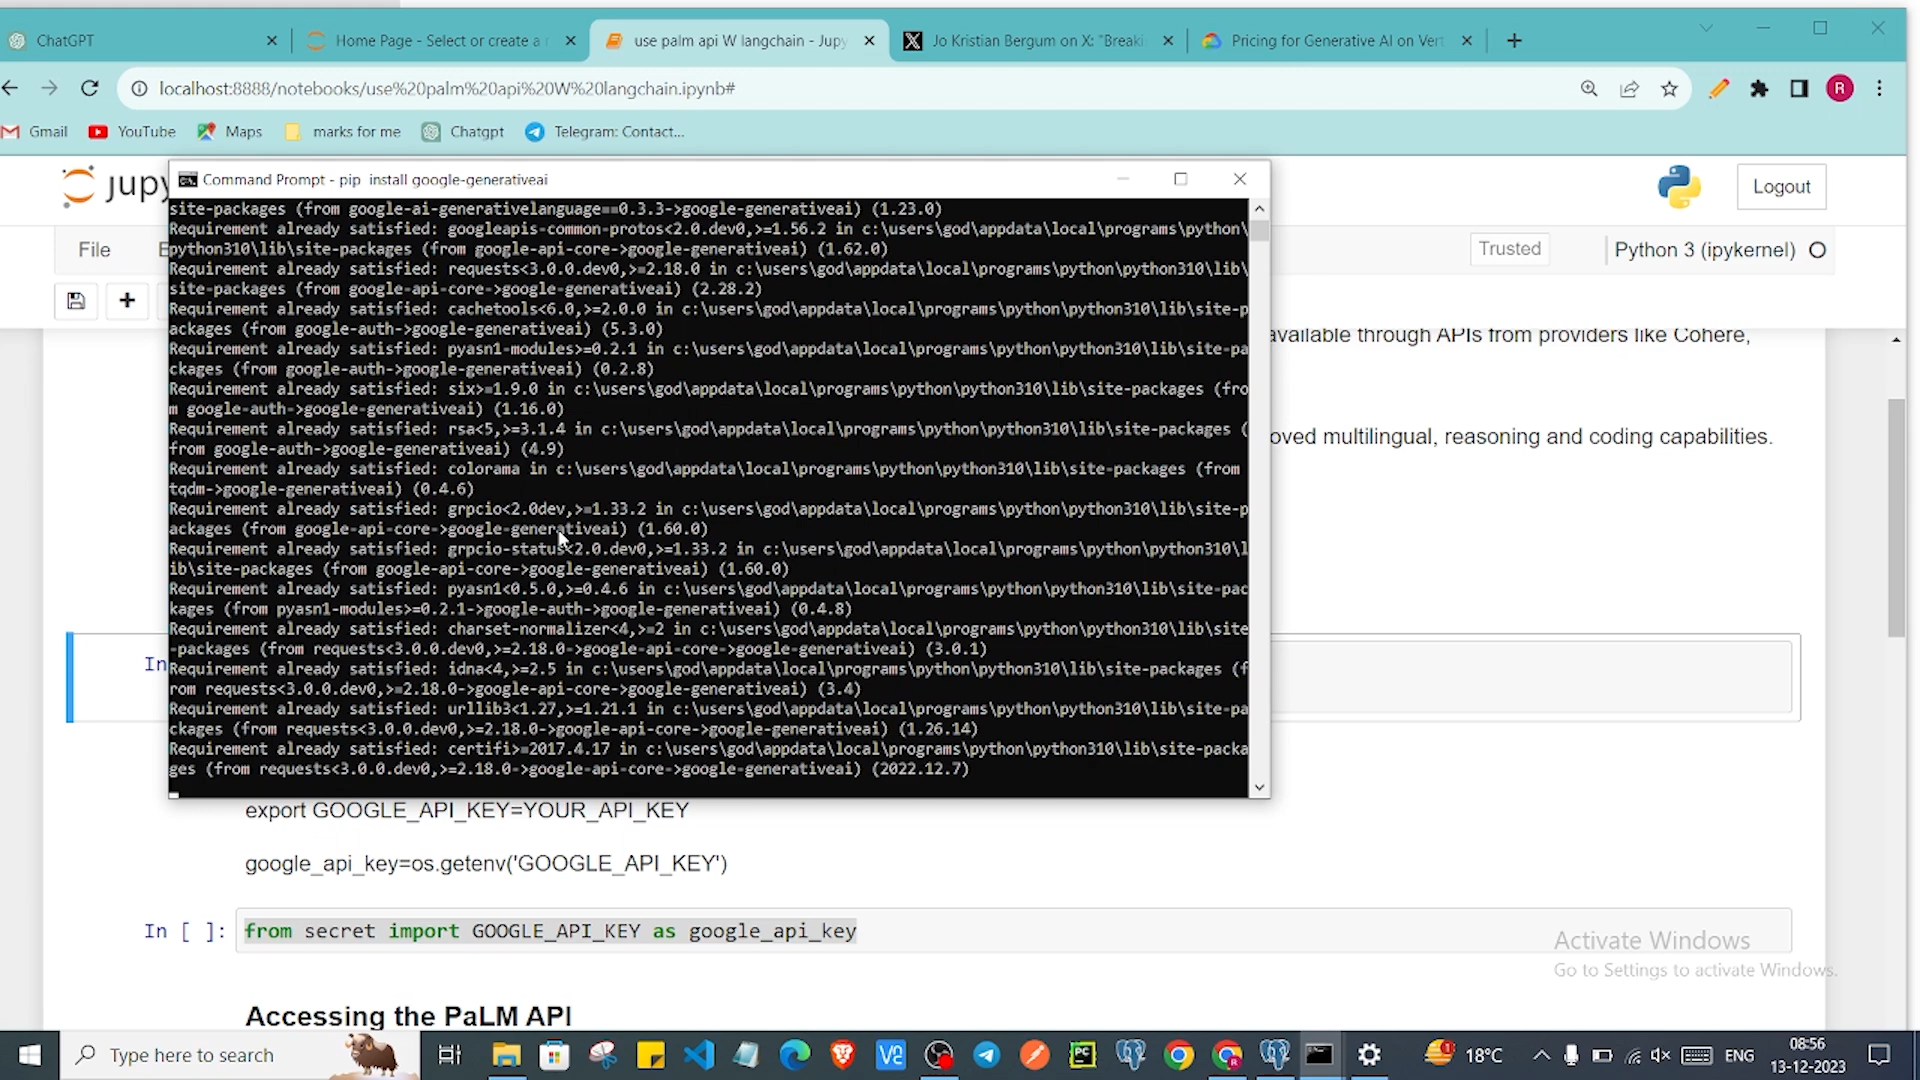 ChatGPT
Home Page - Select or create a
use palm api W langchain - Jupy
Jo Kristian Bergum on X: "Breaki
Pricing for Generative AI on Vert
localhost:8888/notebooks/use%20palm%20api%20W%20langchain.ipynb#
R
Gmail
YouTube
Maps
marks for me
Chatgpt
Telegram: Contact...
jupy
Logout
File
Trusted
Python 3 (ipykernel)
Command Prompt - pip install google-generativeai
site-packages (from google-ai-generativelanguage==0.3.3->google-generativeai) (1.23.0)
Requirement already satisfied: googleapis-common-protos<2.0.dev0,>=1.56.2 in c:\users\god\appdata\local\programs\python\
python310\lib\site-packages (from google-api-core->google-generativeai) (1.62.0)
Requirement already satisfied: requests<3.0.0.dev0,>=2.18.0 in c:\users\god\appdata\local\programs\python\python310\lib\
site-packages (from google-api-core->google-generativeai) (2.28.2)
Requirement already satisfied: cachetools<6.0,>=2.0.0 in c:\users\god\appdata\local\programs\python\python310\lib\site-p
ackages (from google-auth->google-generativeai) (5.3.0)
Requirement already satisfied: pyasn1-modules>=0.2.1 in c:\users\god\appdata\local\programs\python\python310\lib\site-pa
ckages (from google-auth->google-generativeai) (0.2.8)
Requirement already satisfied: six>=1.9.0 in c:\users\god\appdata\local\programs\python\python310\lib\site-packages (fro
m google-auth->google-generativeai) (1.16.0)
Requirement already satisfied: rsa<5,>=3.1.4 in c:\users\god\appdata\local\programs\python\python310\lib\site-packages (
from google-auth->google-generativeai) (4.9)
Requirement already satisfied: colorama in c:\users\god\appdata\local\programs\python\python310\lib\site-packages (from
tqdm->google-generativeai) (0.4.6)
Requirement already satisfied: grpcio<2.0dev,>=1.33.2 in c:\users\god\appdata\local\programs\python\python310\lib\site-p
ackages (from google-api-core->google-generativeai) (1.60.0)
Requirement already satisfied: grpcio-status<2.0.dev0,>=1.33.2 in c:\users\god\appdata\local\programs\python\python310\l
ib\site-packages (from google-api-core->google-generativeai) (1.60.0)
Requirement already satisfied: pyasn1<0.5.0,>=0.4.6 in c:\users\god\appdata\local\programs\python\python310\lib\site-pac
kages (from pyasn1-modules>=0.2.1->google-auth->google-generativeai) (0.4.8)
Requirement already satisfied: charset-normalizer<4,>=2 in c:\users\god\appdata\local\programs\python\python310\lib\site
-packages (from requests<3.0.0.dev0,>=2.18.0->google-api-core->google-generativeai) (3.0.1)
Requirement already satisfied: idna<4,>=2.5 in c:\users\god\appdata\local\programs\python\python310\lib\site-packages (f
rom requests<3.0.0.dev0,>=2.18.0->google-api-core->google-generativeai) (3.4)
Requirement already satisfied: urllib3<1.27,>=1.21.1 in c:\users\god\appdata\local\programs\python\python310\lib\site-pa
ckages (from requests<3.0.0.dev0,>=2.18.0->google-api-core->google-generativeai) (1.26.14)
Requirement already satisfied: certifi>=2017.4.17 in c:\users\god\appdata\local\programs\python\python310\lib\site-packa
ges (from requests<3.0.0.dev0,>=2.18.0->google-api-core->google-generativeai) (2022.12.7)
available through APIs from providers like Cohere,
oved multilingual, reasoning and coding capabilities.
In
export GOOGLE_API_KEY=YOUR_API_KEY
google_api_key=os.getenv('GOOGLE_API_KEY')
In [ ]: from secret import GOOGLE_API_KEY as google_api_key
Activate Windows
Go to Settings to activate Windows.
Accessing the PaLM API
Type here to search
18°C
ENG
08:56
13-12-2023